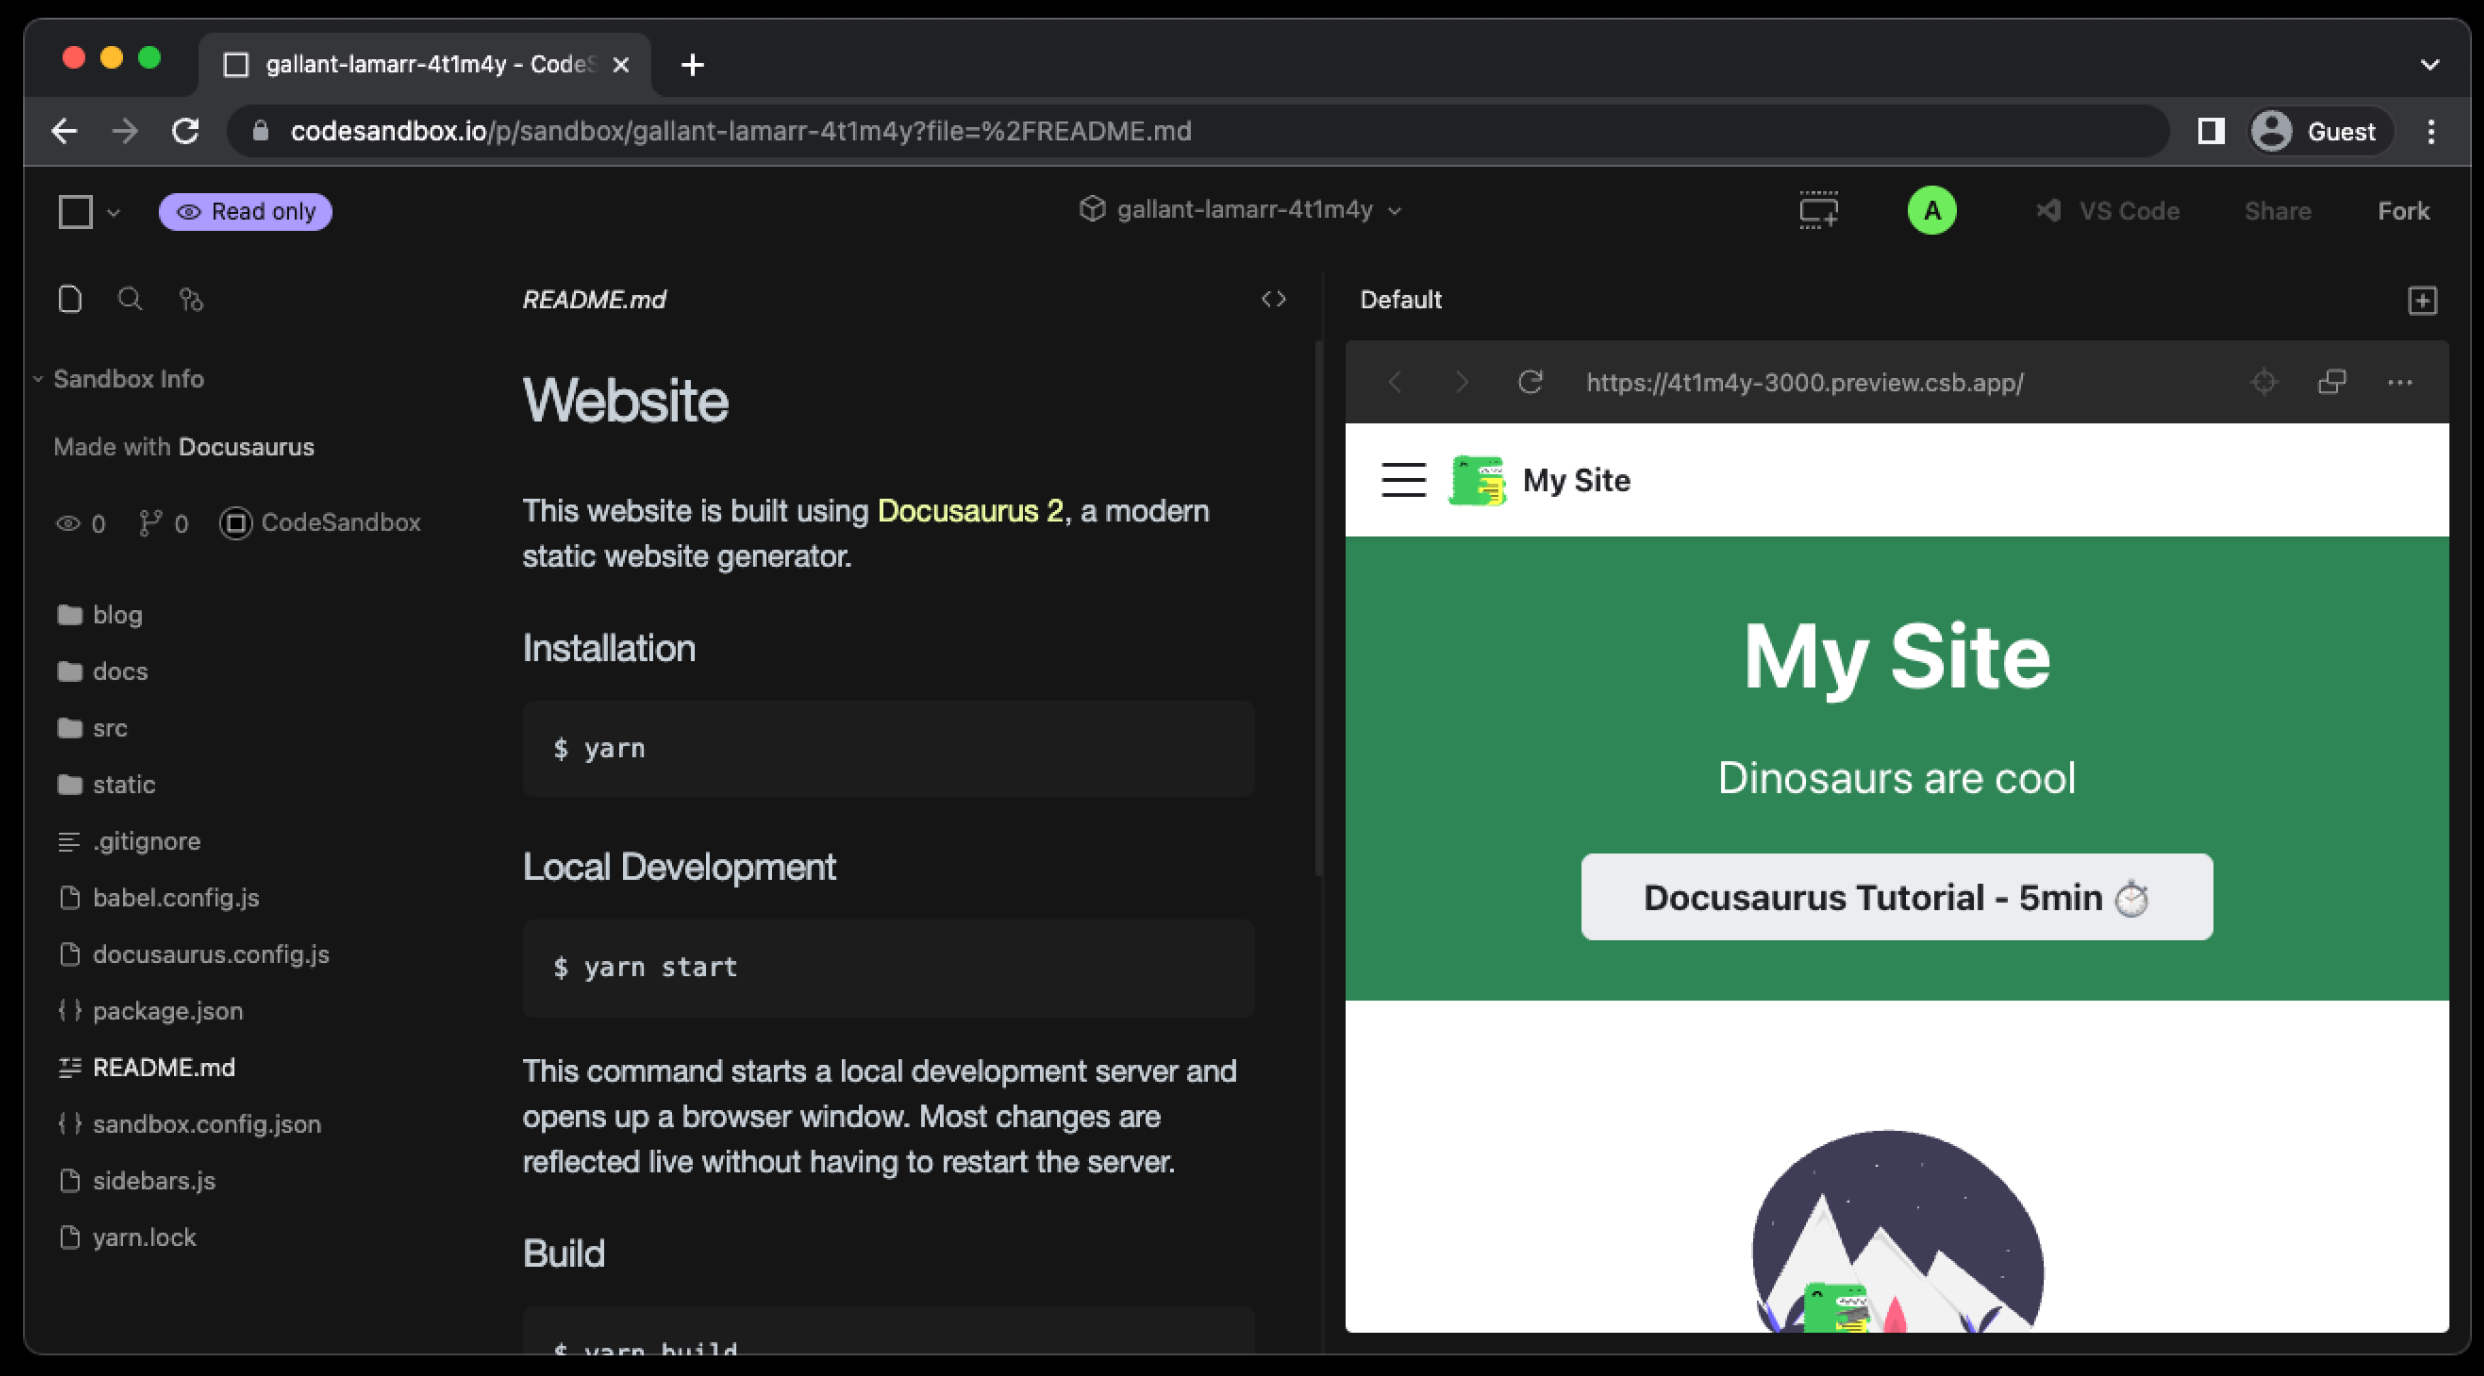 gallant-lamarr-4t1m4y - Code
codesandbox.io/p/sandbox/gallant-lamarr-4t1m4y?file=%2FREADME.md
Guest
Read only
gallant-lamarr-4t1m4y
A
VS Code
Share
Fork
Sandbox Info
Made with Docusaurus
0
0
CodeSandbox
blog
docs
src
static
.gitignore
babel.config.js
docusaurus.config.js
package.json
README.md
sandbox.config.json
sidebars.js
yarn.lock
README.md
Website
This website is built using Docusaurus 2, a modern
static website generator.
Installation
$ yarn
Local Development
$ yarn start
This command starts a local development server and
opens up a browser window. Most changes are
reflected live without having to restart the server.
Build
$ yarn build
Default
https://4t1m4y-3000.preview.csb.app/
My Site
My Site
Dinosaurs are cool
Docusaurus Tutorial - 5min ⏱️